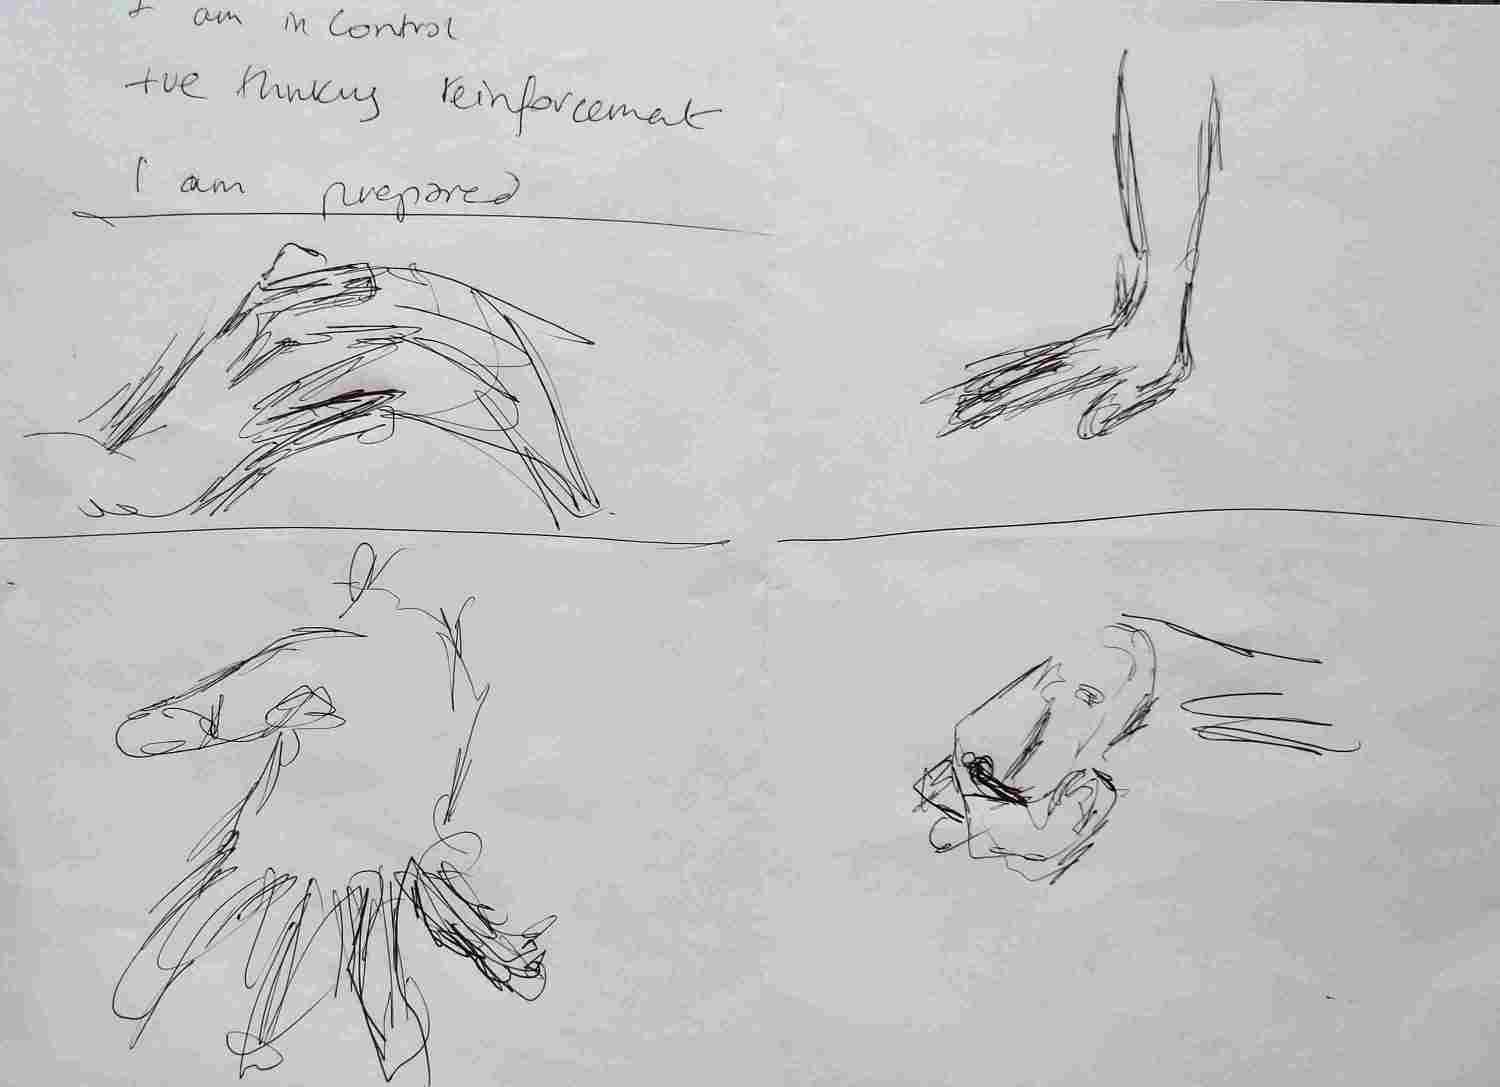 I am in control
+ve thinking reinforcement
I am prepared